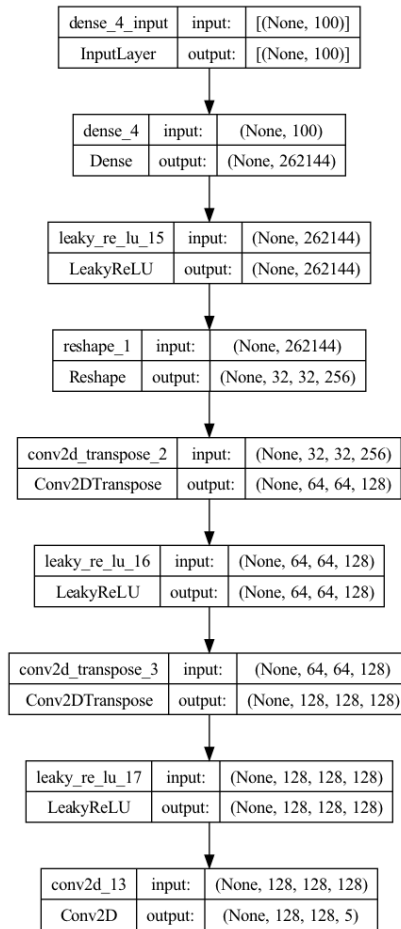 dense_4_input input: [(None, 100)]
InputLayer output: [(None, 100)]
dense_4 input: (None, 100)
Dense output: (None, 262144)
leaky_re_lu_15 input: (None, 262144)
LeakyReLU output: (None, 262144)
reshape_1 input: (None, 262144)
Reshape output: (None, 32, 32, 256)
conv2d_transpose_2 input: (None, 32, 32, 256)
Conv2DTranspose output: (None, 64, 64, 128)
leaky_re_lu_16 input: (None, 64, 64, 128)
LeakyReLU output: (None, 64, 64, 128)
conv2d_transpose_3 input: (None, 64, 64, 128)
Conv2DTranspose output: (None, 128, 128, 128)
leaky_re_lu_17 input: (None, 128, 128, 128)
LeakyReLU output: (None, 128, 128, 128)
conv2d_13 input: (None, 128, 128, 128)
Conv2D output: (None, 128, 128, 5)